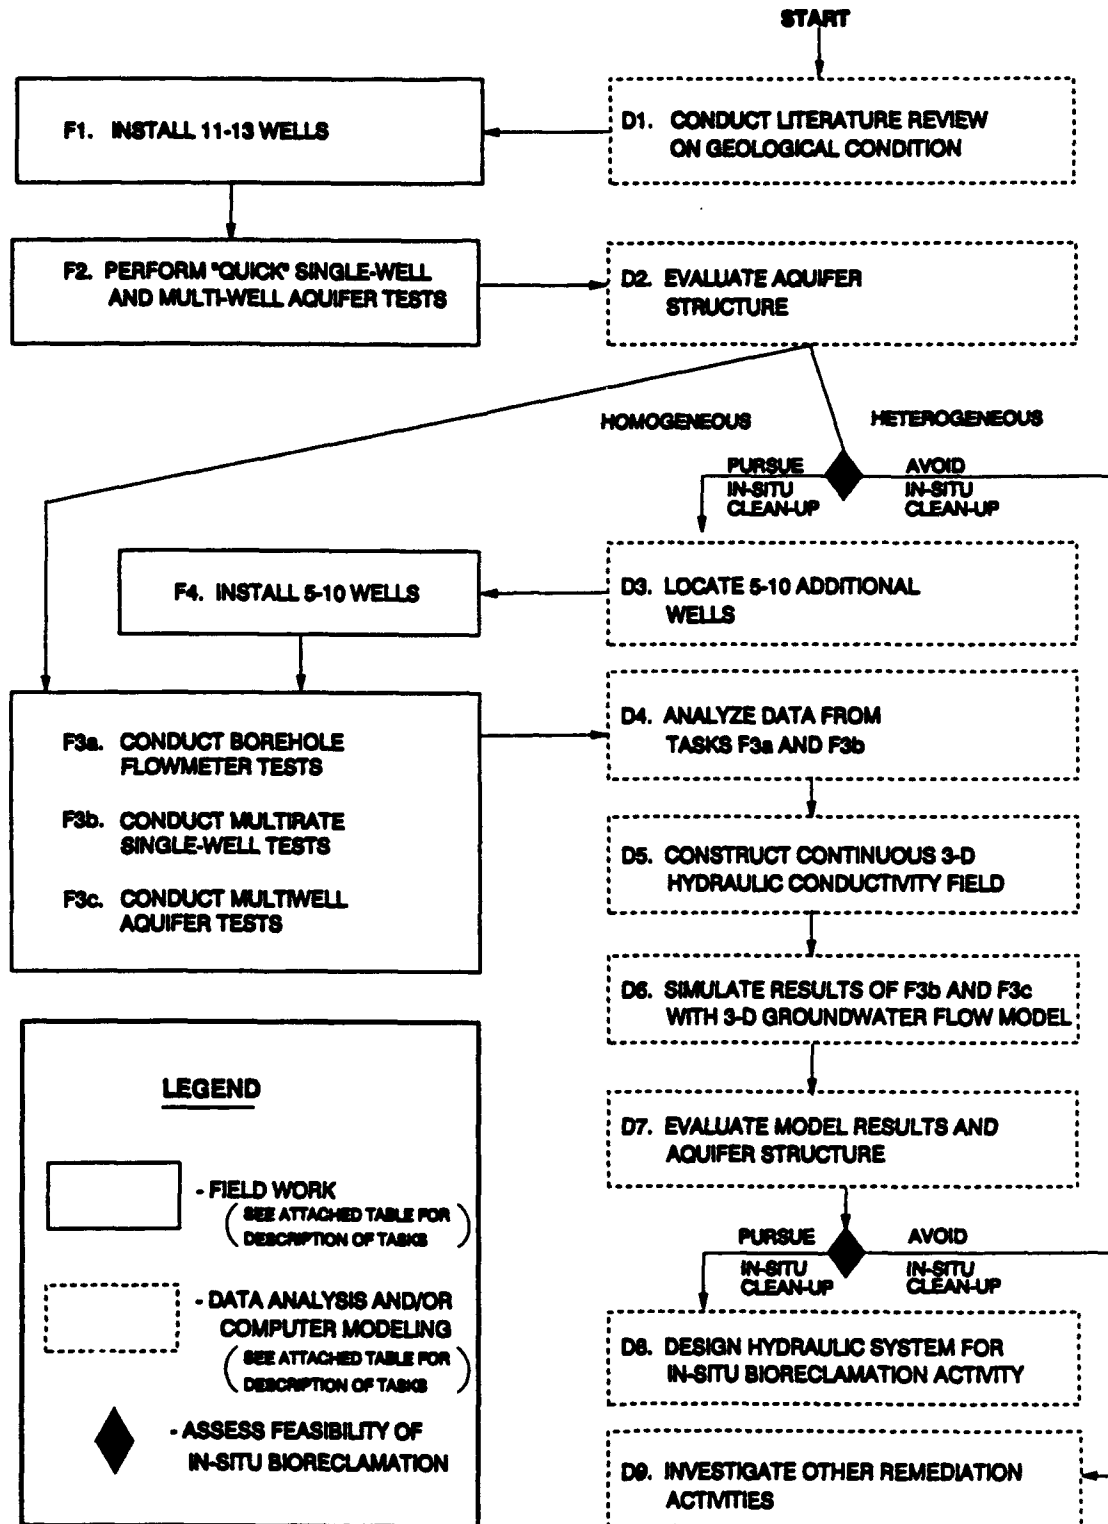 START
F1. INSTALL 11-13 WELLS
D1. CONDUCT LITERATURE REVIEW
ON GEOLOGICAL CONDITION
F2. PERFORM "QUICK" SINGLE-WELL
AND MULTI-WELL AQUIFER TESTS
D2. EVALUATE AQUIFER
STRUCTURE
HOMOGENEOUS
HETEROGENEOUS
PURSUE
IN-SITU
CLEAN-UP
AVOID
IN-SITU
CLEAN-UP
F4. INSTALL 5-10 WELLS
D3. LOCATE 5-10 ADDITIONAL
WELLS
F3a. CONDUCT BOREHOLE
FLOWMETER TESTS
F3b. CONDUCT MULTIRATE
SINGLE-WELL TESTS
F3c. CONDUCT MULTIWELL
AQUIFER TESTS
D4. ANALYZE DATA FROM
TASKS F3a AND F3b
D5. CONSTRUCT CONTINUOUS 3-D
HYDRAULIC CONDUCTIVITY FIELD
D6. SIMULATE RESULTS OF F3b AND F3c
WITH 3-D GROUNDWATER FLOW MODEL
D7. EVALUATE MODEL RESULTS AND
AQUIFER STRUCTURE
PURSUE
IN-SITU
CLEAN-UP
AVOID
IN-SITU
CLEAN-UP
D8. DESIGN HYDRAULIC SYSTEM FOR
IN-SITU BIORECLAMATION ACTIVITY
D9. INVESTIGATE OTHER REMEDIATION
ACTIVITIES
LEGEND
- FIELD WORK
(SEE ATTACHED TABLE FOR
DESCRIPTION OF TASKS)
- DATA ANALYSIS AND/OR
COMPUTER MODELING
(SEE ATTACHED TABLE FOR
DESCRIPTION OF TASKS)
- ASSESS FEASIBILITY OF
IN-SITU BIORECLAMATION